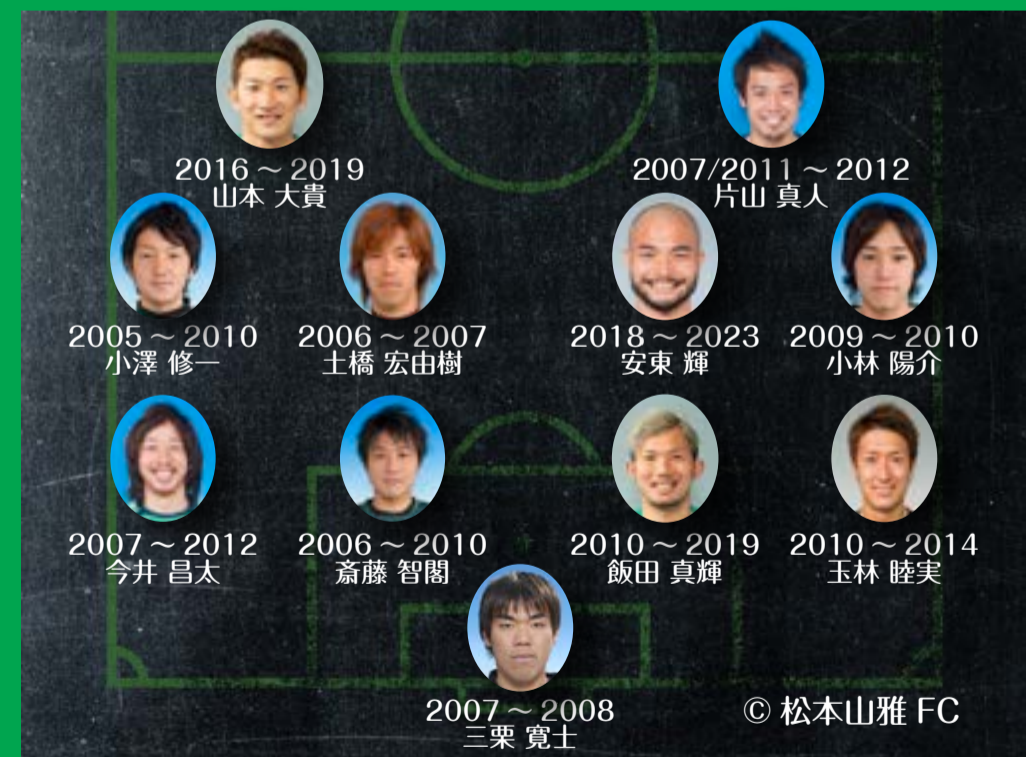 2016～2019
山本 大貴
2007/2011～2012
片山 真人
2005～2010
小澤 修一
2006～2007
土橋 宏由樹
2018～2023
安東 輝
2009～2010
小林 陽介
2007～2012
今井 昌太
2006～2010
斎藤 智閣
2010～2019
飯田 真輝
2010～2014
玉林 睦実
2007～2008
三栗 寛士
© 松本山雅 FC